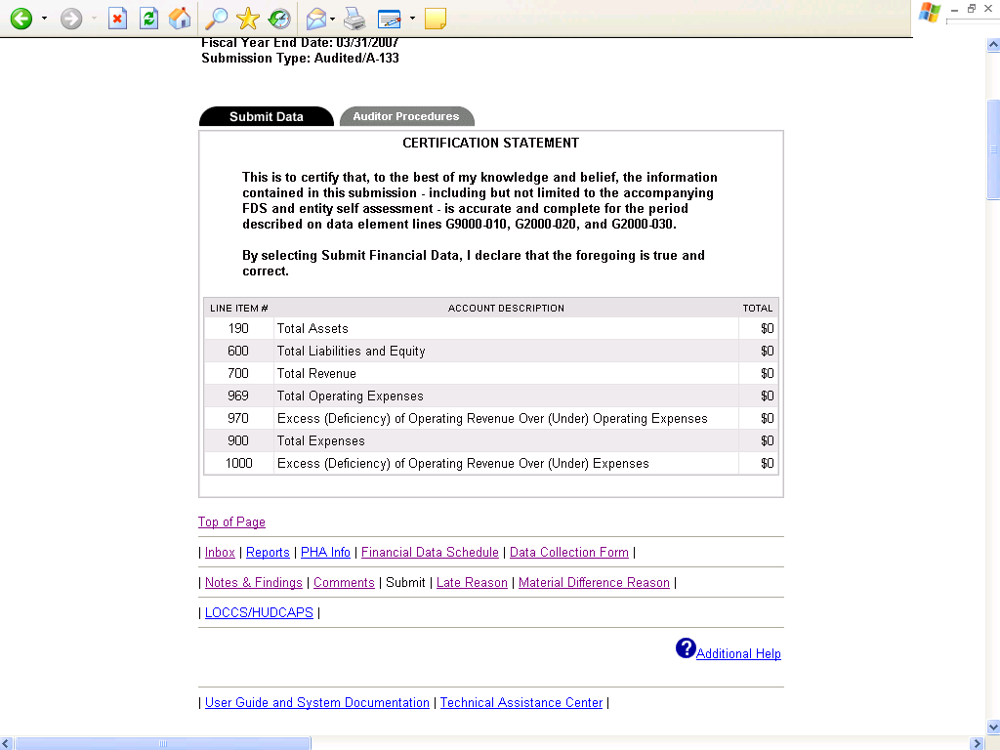 Fiscal Year End Date: 03/31/2007
Submission Type: Audited/A-133
Submit Data Auditor Procedures
CERTIFICATION STATEMENT
This is to certify that, to the best of my knowledge and belief, the information
contained in this submission - including but not limited to the accompanying
FDS and entity self assessment - is accurate and complete for the period
described on data element lines G9000-010, G2000-020, and G2000-030.
By selecting Submit Financial Data, I declare that the foregoing is true and
correct.
LINE ITEM # ACCOUNT DESCRIPTION TOTAL
190 Total Assets $0
600 Total Liabilities and Equity $0
700 Total Revenue $0
969 Total Operating Expenses $0
970 Excess (Deficiency) of Operating Revenue Over (Under) Operating Expenses $0
900 Total Expenses $0
1000 Excess (Deficiency) of Operating Revenue Over (Under) Expenses $0
Top of Page
| Inbox | Reports | PHA Info | Financial Data Schedule | Data Collection Form |
| Notes & Findings | Comments | Submit | Late Reason | Material Difference Reason |
| LOCCS/HUDCAPS |
? Additional Help
| User Guide and System Documentation | Technical Assistance Center |